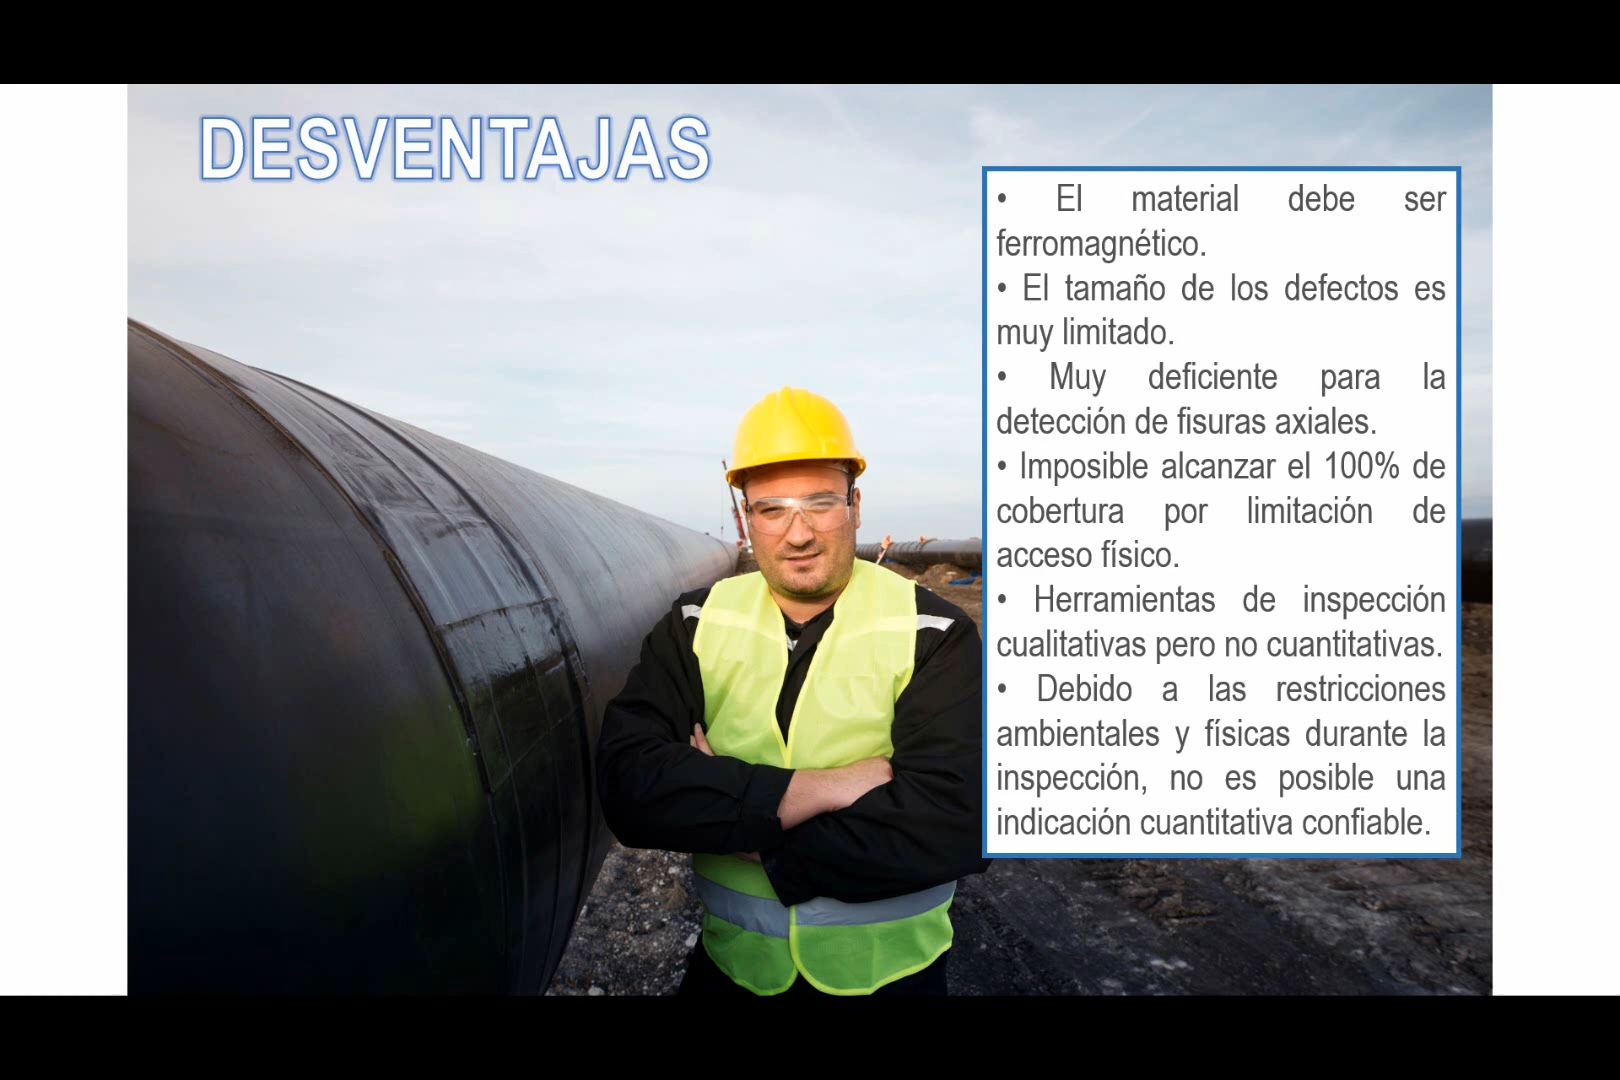 DESVENTAJAS
• El material debe ser
ferromagnético.
• El tamaño de los defectos es
muy limitado.
• Muy deficiente para la
detección de fisuras axiales.
• Imposible alcanzar el 100% de
cobertura por limitación de
acceso físico.
• Herramientas de inspección
cualitativas pero no cuantitativas.
• Debido a las restricciones
ambientales y físicas durante la
inspección, no es posible una
indicación cuantitativa confiable.